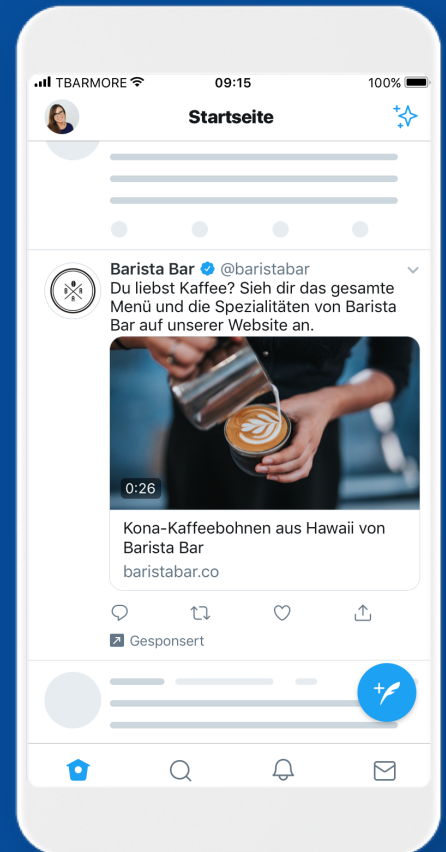 TBARMORE 09:15 100%
Startseite
Barista Bar @baristabar
Du liebst Kaffee? Sieh dir das gesamte
Menü und die Spezialitäten von Barista
Bar auf unserer Website an.
0:26
Kona-Kaffeebohnen aus Hawaii von
Barista Bar
baristabar.co
Gesponsert